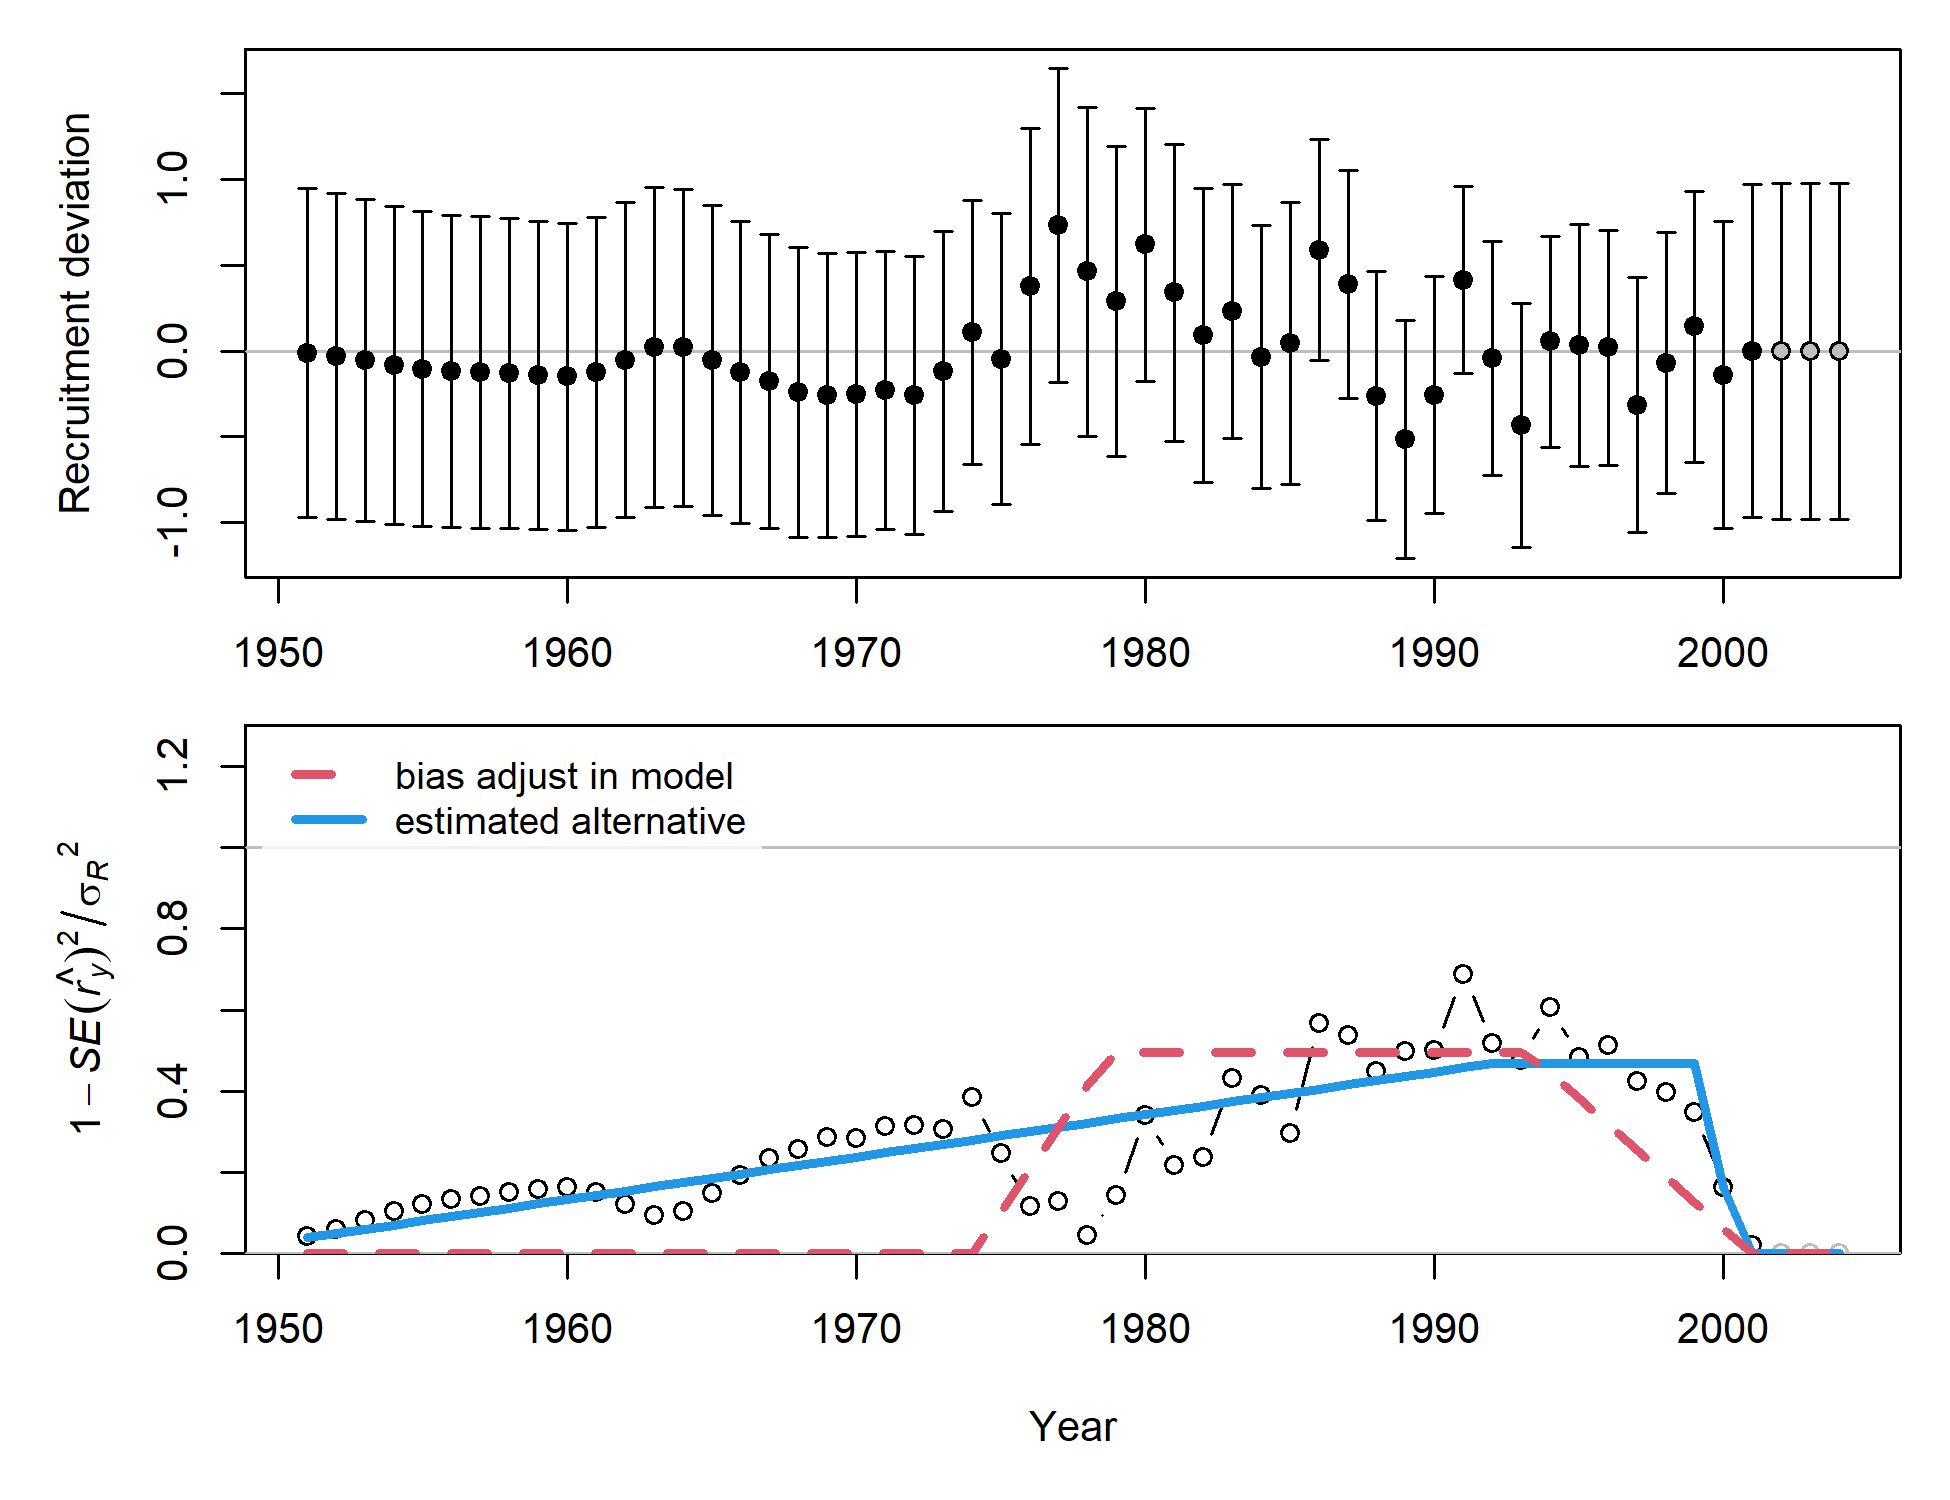 Recruitment deviation
1.0
0.0
-1.0
1950 1960 1970 1980 1990 2000
bias adjust in model
estimated alternative
1 − SE(r̂y)² / σR²
1.2
0.8
0.4
0.0
1950 1960 1970 1980 1990 2000
Year